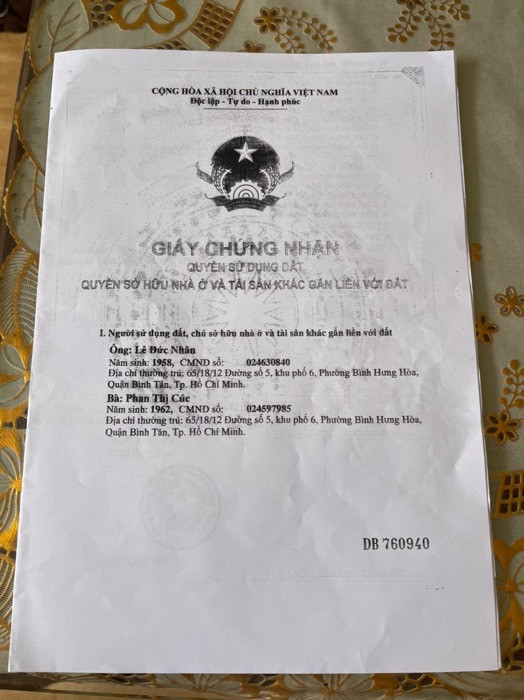 CỘNG HÒA XÃ HỘI CHỦ NGHĨA VIỆT NAM
Độc lập - Tự do - Hạnh phúc
GIẤY CHỨNG NHẬN
QUYỀN SỬ DỤNG ĐẤT
QUYỀN SỞ HỮU NHÀ Ở VÀ TÀI SẢN KHÁC GẮN LIỀN VỚI ĐẤT
I. Người sử dụng đất, chủ sở hữu nhà ở và tài sản khác gắn liền với đất
Ông: Lê Đức Nhân
Năm sinh: 1958, CMND số: 024630840
Địa chỉ thường trú: 65/18/12 Đường số 5, khu phố 6, Phường Bình Hưng Hòa,
Quận Bình Tân, Tp. Hồ Chí Minh.
Bà: Phan Thị Cúc
Năm sinh: 1962, CMND số: 024597985
Địa chỉ thường trú: 65/18/12 Đường số 5, khu phố 6, Phường Bình Hưng Hòa,
Quận Bình Tân, Tp. Hồ Chí Minh.
DB 760940